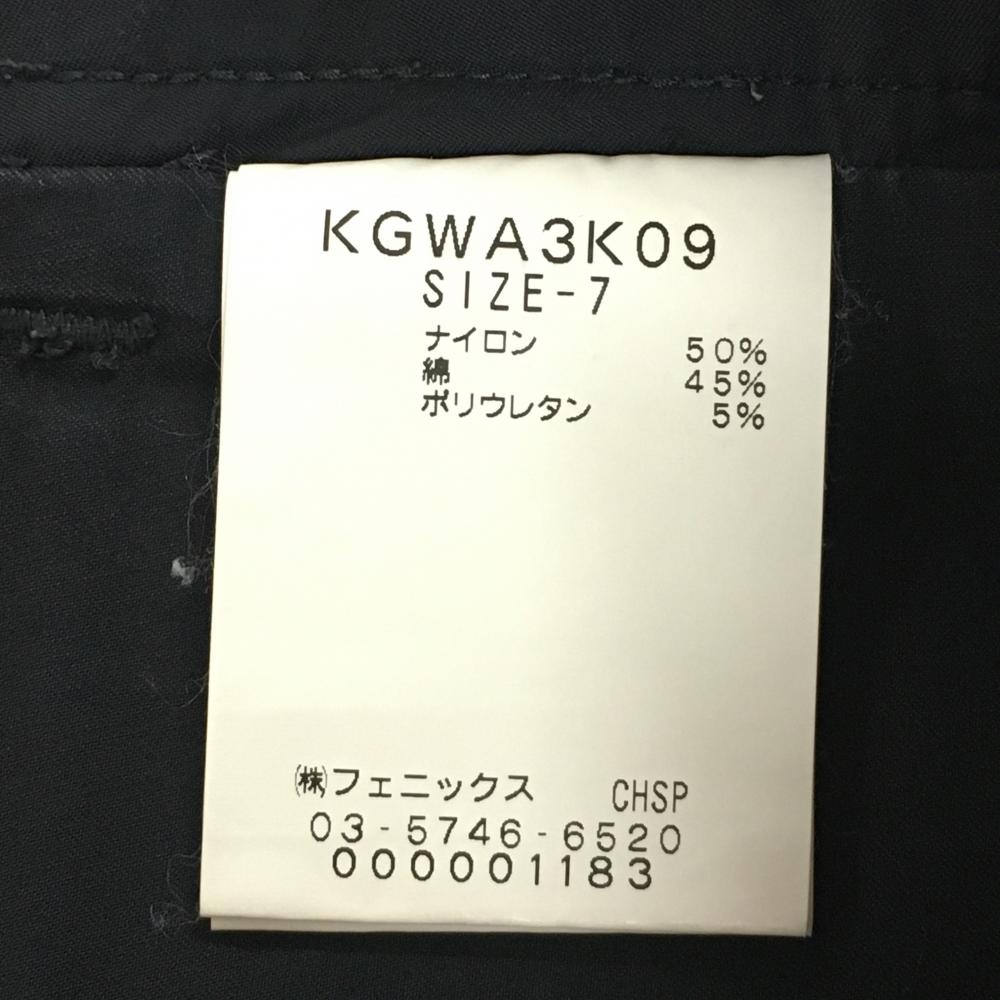 KGWA3K09
SIZE-7
ナイロン 50%
綿 45%
ポリウレタン 5%
㈱フェニックス CHSP
03-5746-6520
000001183